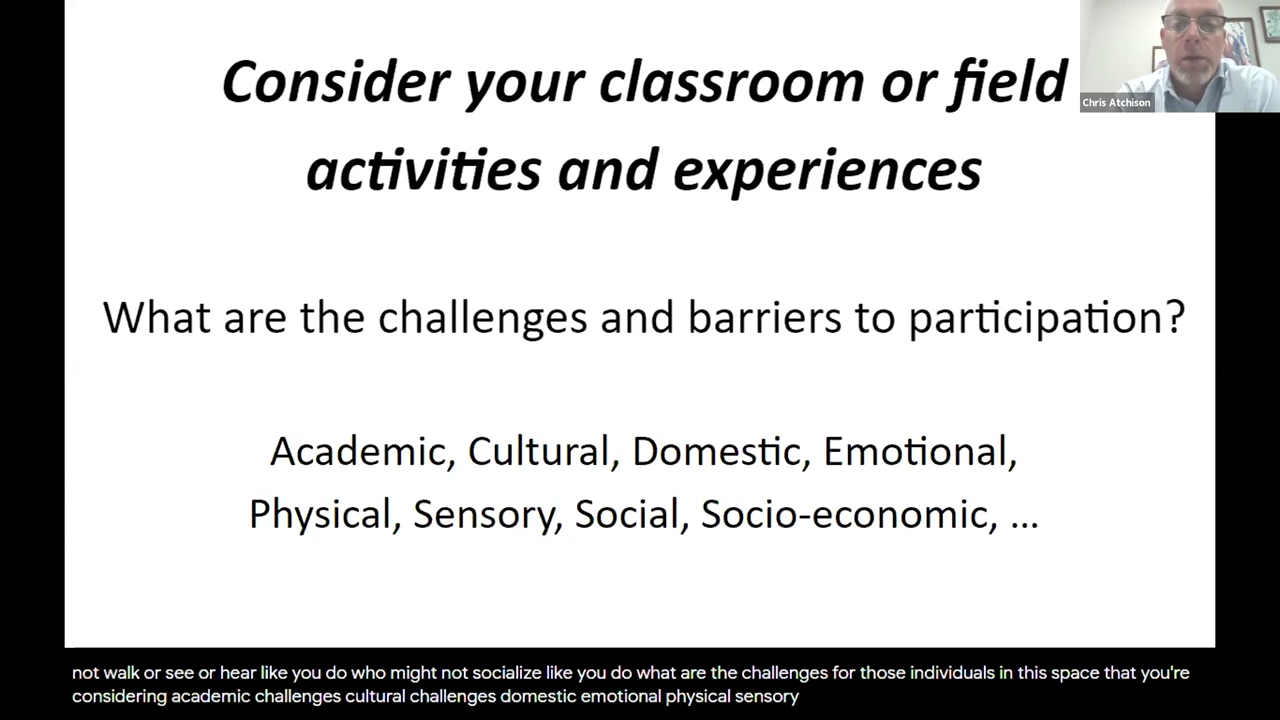 Consider your classroom or field
activities and experiences
Chris Atchison
What are the challenges and barriers to participation?
Academic, Cultural, Domestic, Emotional,
Physical, Sensory, Social, Socio-economic, ...
not walk or see or hear like you do who might not socialize like you do what are the challenges for those individuals in this space that you're
considering academic challenges cultural challenges domestic emotional physical sensory